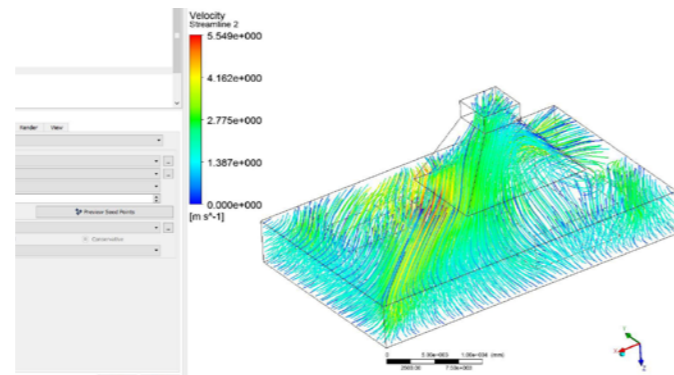 Velocity
Streamline 2
5.549e+000
4.162e+000
2.775e+000
1.387e+000
0.000e+000
[m s^-1]
Render View
...
...
Preview Seed Points
...
Conservative
Y
X
Z
0 5.00e+003 1.00e+004 (mm)
2500.00 7.50e+003